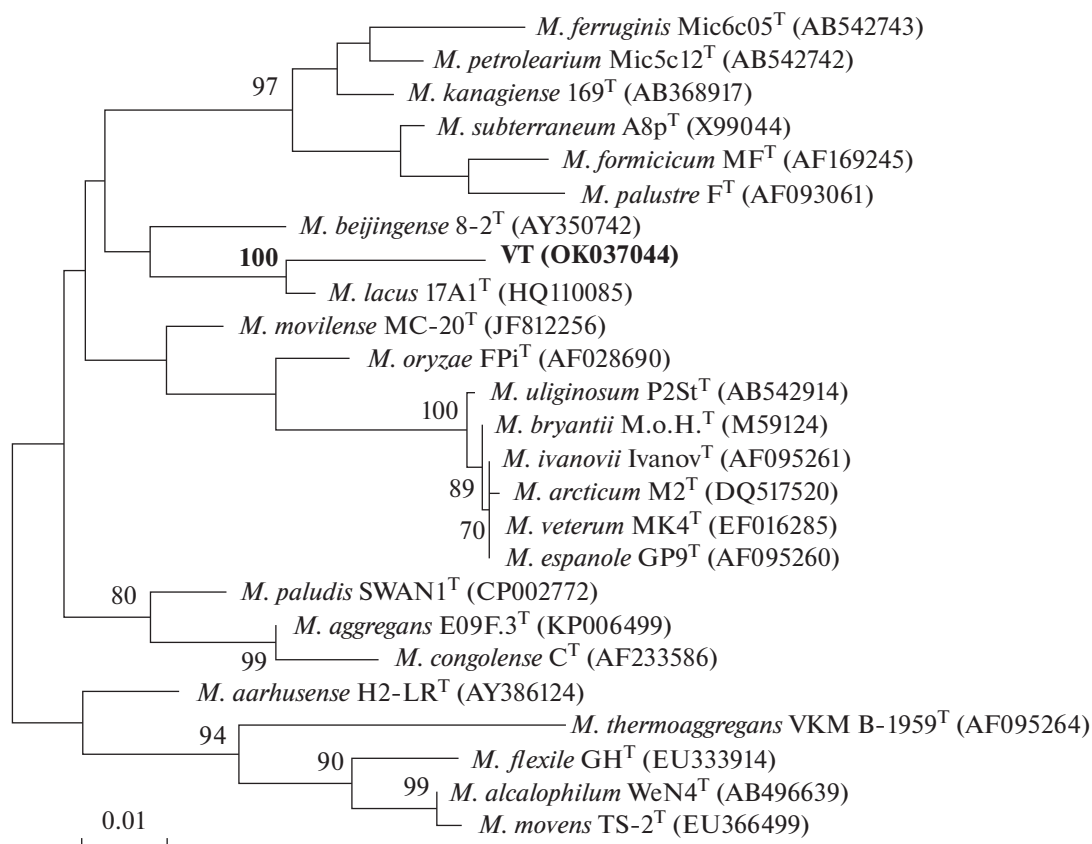 M. ferruginis Mic6c05ᵀ (AB542743)
M. petrolearium Mic5c12ᵀ (AB542742)
97
M. kanagiense 169ᵀ (AB368917)
M. subterraneum A8pᵀ (X99044)
M. formicicum MFᵀ (AF169245)
M. palustre Fᵀ (AF093061)
M. beijingense 8-2ᵀ (AY350742)
100 VT (OK037044)
M. lacus 17A1ᵀ (HQ110085)
M. movilense MC-20ᵀ (JF812256)
M. oryzae FPiᵀ (AF028690)
M. uliginosum P2Stᵀ (AB542914)
100
M. bryantii M.o.H.ᵀ (M59124)
M. ivanovii Ivanovᵀ (AF095261)
89
M. arcticum M2ᵀ (DQ517520)
70
M. veterum MK4ᵀ (EF016285)
M. espanole GP9ᵀ (AF095260)
80
M. paludis SWAN1ᵀ (CP002772)
M. aggregans E09F.3ᵀ (KP006499)
99
M. congolense Cᵀ (AF233586)
M. aarhusense H2-LRᵀ (AY386124)
M. thermoaggregans VKM B-1959ᵀ (AF095264)
94
90
M. flexile GHᵀ (EU333914)
99
M. alcalophilum WeN4ᵀ (AB496639)
M. movens TS-2ᵀ (EU366499)
0.01